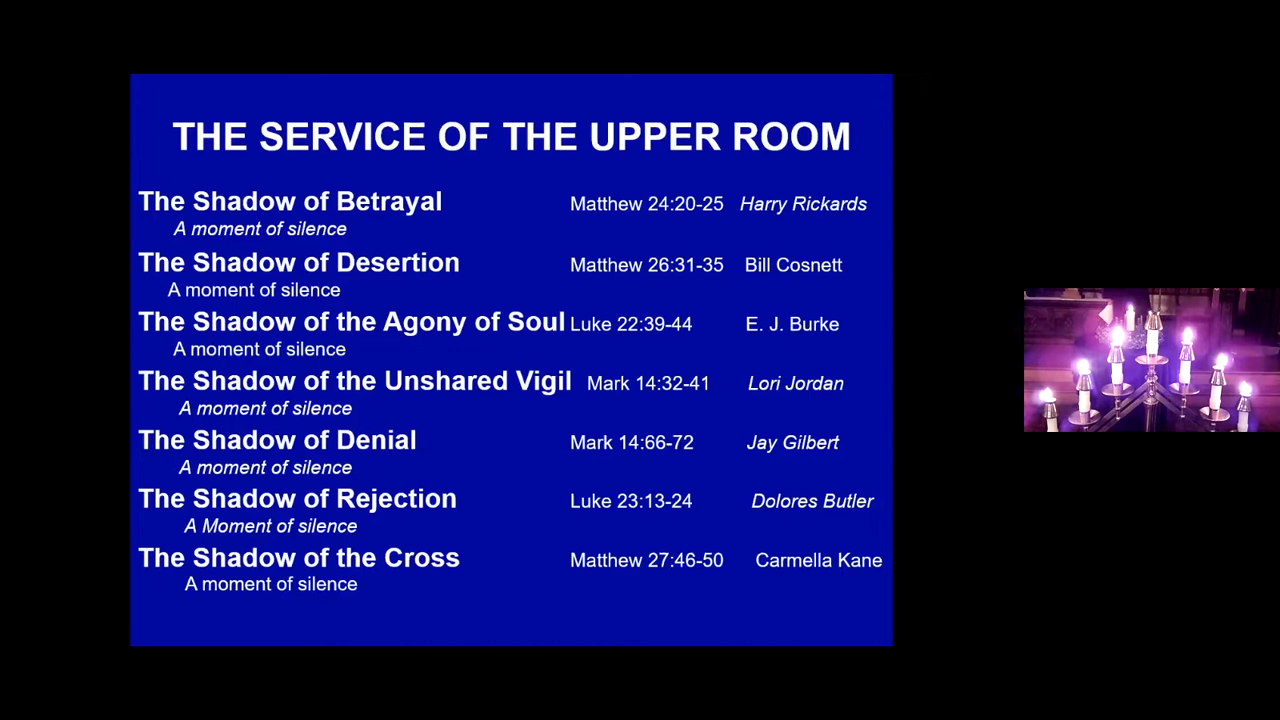 THE SERVICE OF THE UPPER ROOM
The Shadow of Betrayal Matthew 24:20-25 Harry Rickards
A moment of silence
The Shadow of Desertion Matthew 26:31-35 Bill Cosnett
A moment of silence
The Shadow of the Agony of Soul Luke 22:39-44 E. J. Burke
A moment of silence
The Shadow of the Unshared Vigil Mark 14:32-41 Lori Jordan
A moment of silence
The Shadow of Denial Mark 14:66-72 Jay Gilbert
A moment of silence
The Shadow of Rejection Luke 23:13-24 Dolores Butler
A Moment of silence
The Shadow of the Cross Matthew 27:46-50 Carmella Kane
A moment of silence